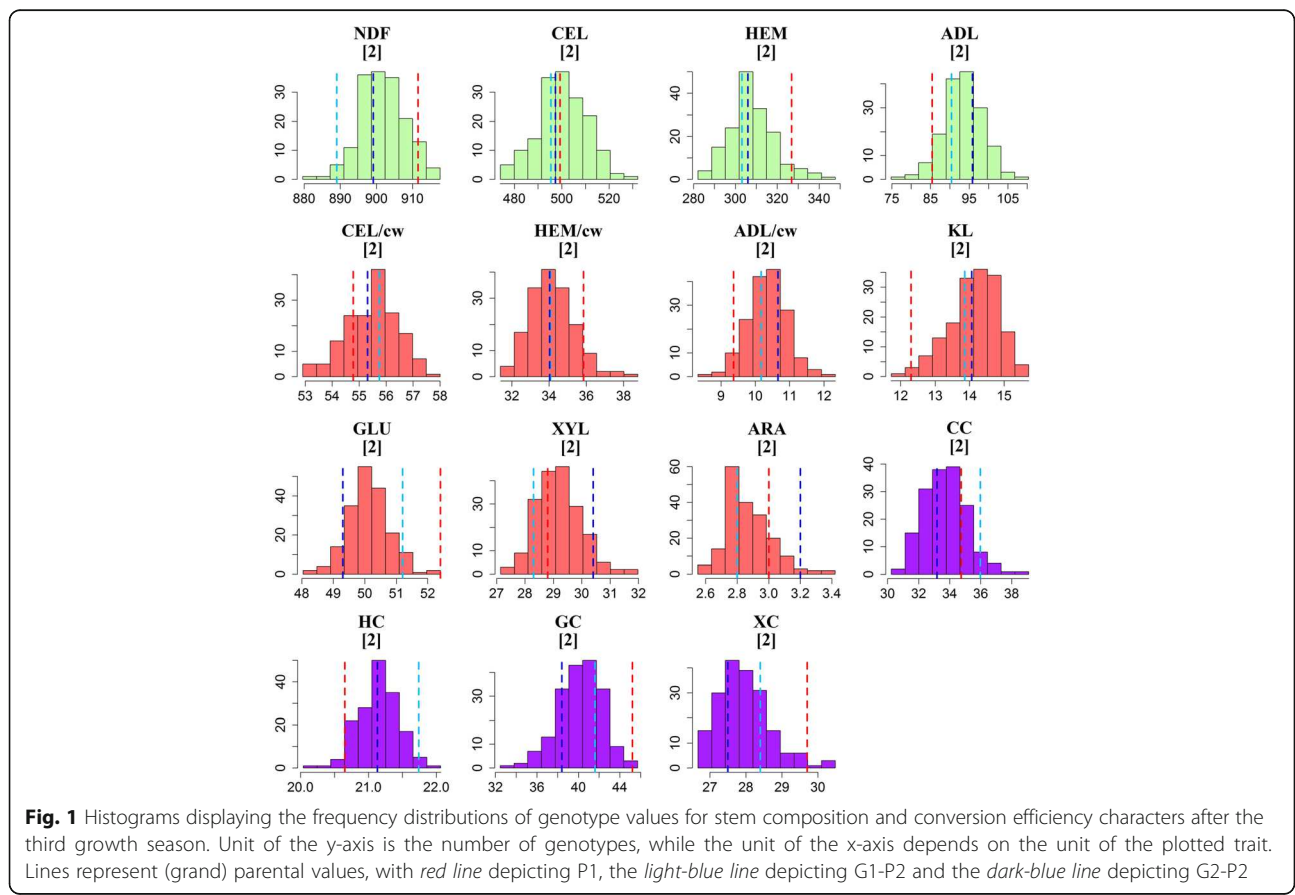 NDF
[2]
CEL
[2]
HEM
[2]
ADL
[2]
0 10 20 30
880 890 900 910
0 10 20 30
480 500 520
0 20 40
280 300 320 340
0 10 30
75 85 95 105
CEL/cw
[2]
HEM/cw
[2]
ADL/cw
[2]
KL
[2]
0 10 30
53 54 55 56 57 58
0 10 30
32 34 36 38
0 10 30
9 10 11 12
0 10 20 30
12 13 14 15
GLU
[2]
XYL
[2]
ARA
[2]
CC
[2]
0 20 40
48 49 50 51 52
0 10 30
27 28 29 30 31 32
0 20 40 60
2.6 2.8 3.0 3.2 3.4
0 10 20 30 40
30 32 34 36 38
HC
[2]
GC
[2]
XC
[2]
0 10 30 50
20.0 21.0 22.0
0 10 30
32 36 40 44
0 10 30
27 28 29 30
Fig. 1 Histograms displaying the frequency distributions of genotype values for stem composition and conversion efficiency characters after the
third growth season. Unit of the y-axis is the number of genotypes, while the unit of the x-axis depends on the unit of the plotted trait.
Lines represent (grand) parental values, with red line depicting P1, the light-blue line depicting G1-P2 and the dark-blue line depicting G2-P2